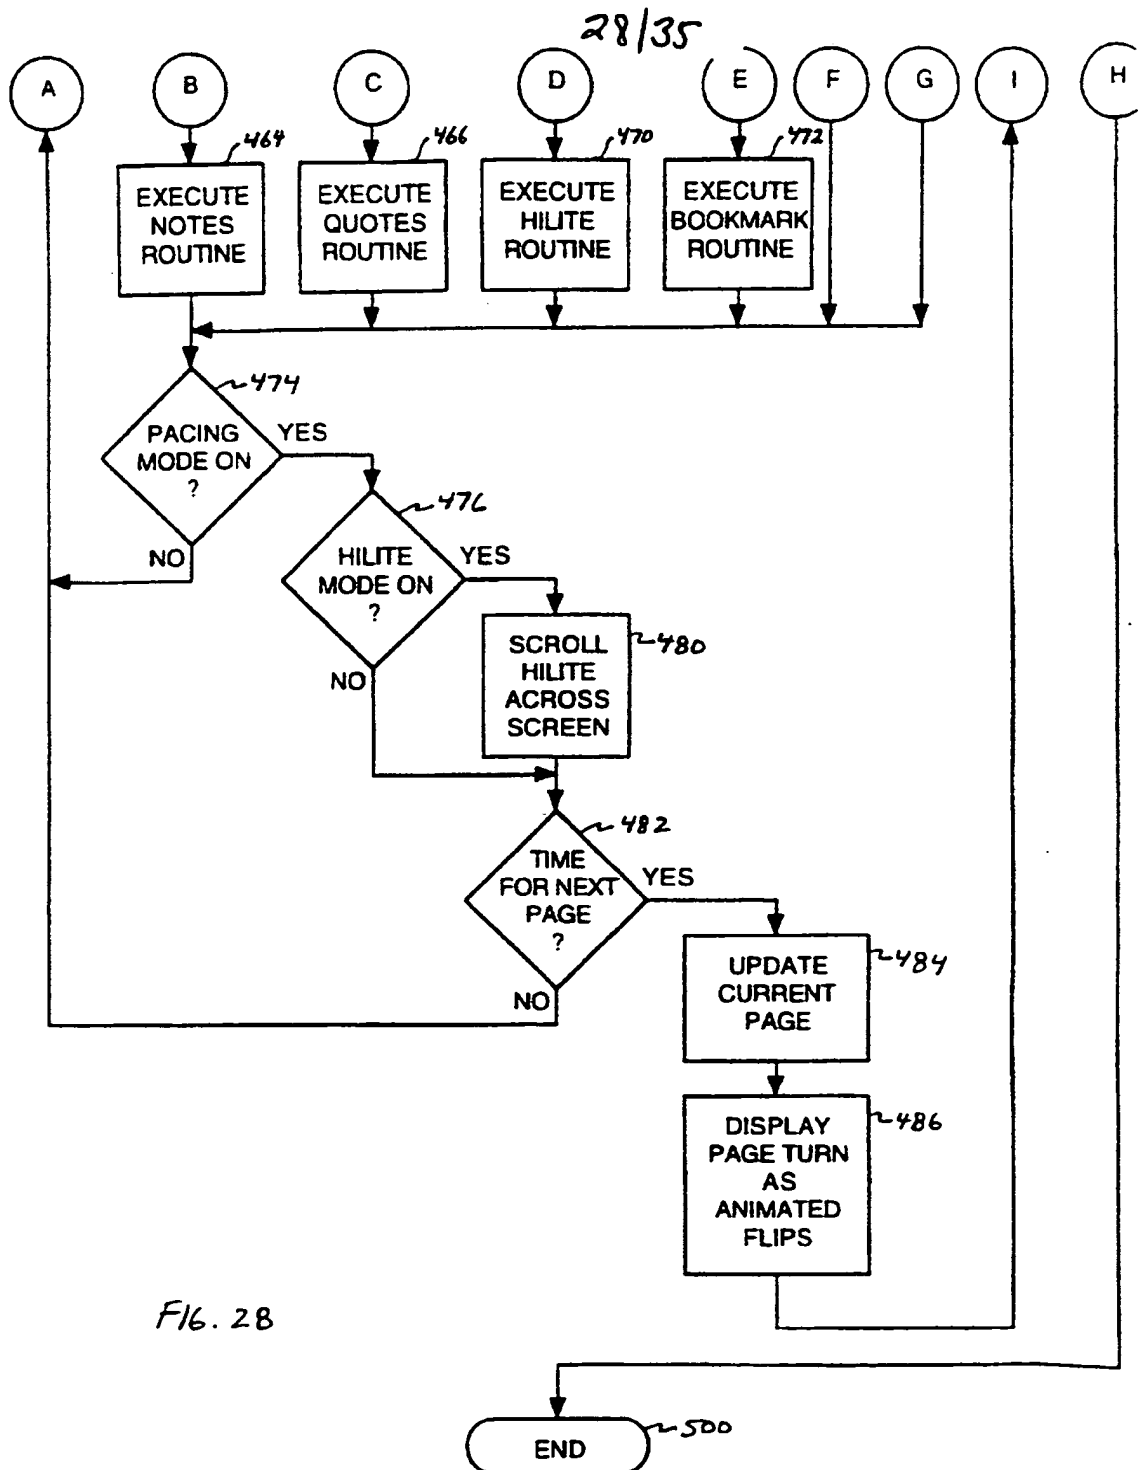 28/35
A
B
C
D
E
F
G
I
H
464
466
470
472
EXECUTE
NOTES
ROUTINE
EXECUTE
QUOTES
ROUTINE
EXECUTE
HILITE
ROUTINE
EXECUTE
BOOKMARK
ROUTINE
474
PACING
MODE ON
?
YES
NO
476
HILITE
MODE ON
?
YES
NO
480
SCROLL
HILITE
ACROSS
SCREEN
482
TIME
FOR NEXT
PAGE
?
YES
NO
484
UPDATE
CURRENT
PAGE
486
DISPLAY
PAGE TURN
AS
ANIMATED
FLIPS
FIG. 28
500
END